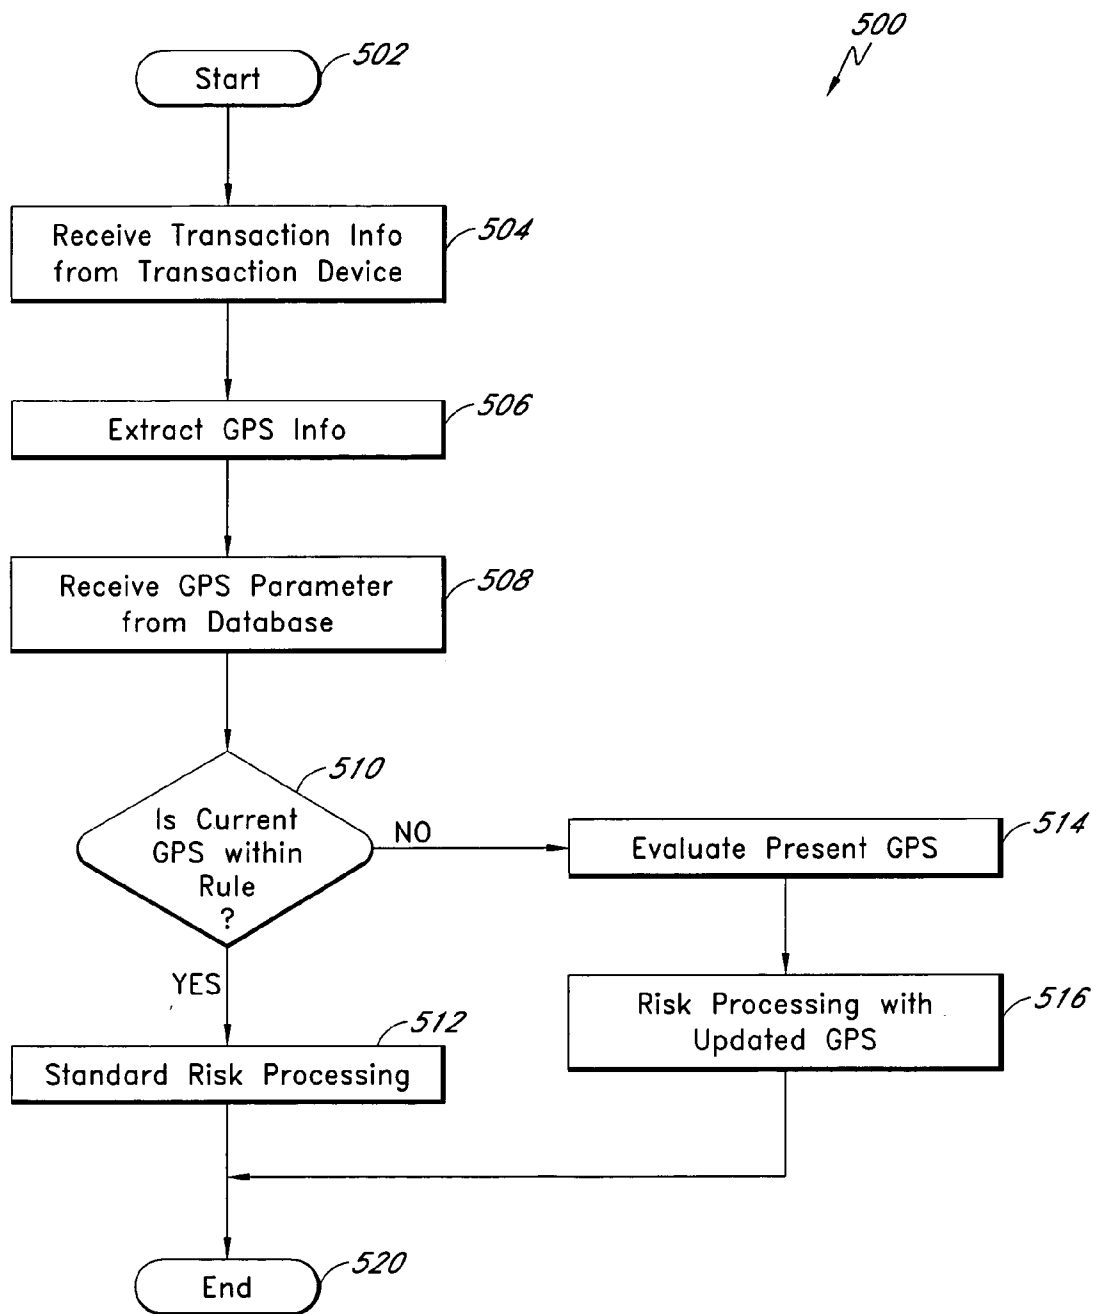 500
502
Start
Receive Transaction Info
from Transaction Device
504
Extract GPS Info
506
Receive GPS Parameter
from Database
508
510
Is Current
GPS within
Rule
?
NO
Evaluate Present GPS
514
YES
Risk Processing with
Updated GPS
516
512
Standard Risk Processing
End
520